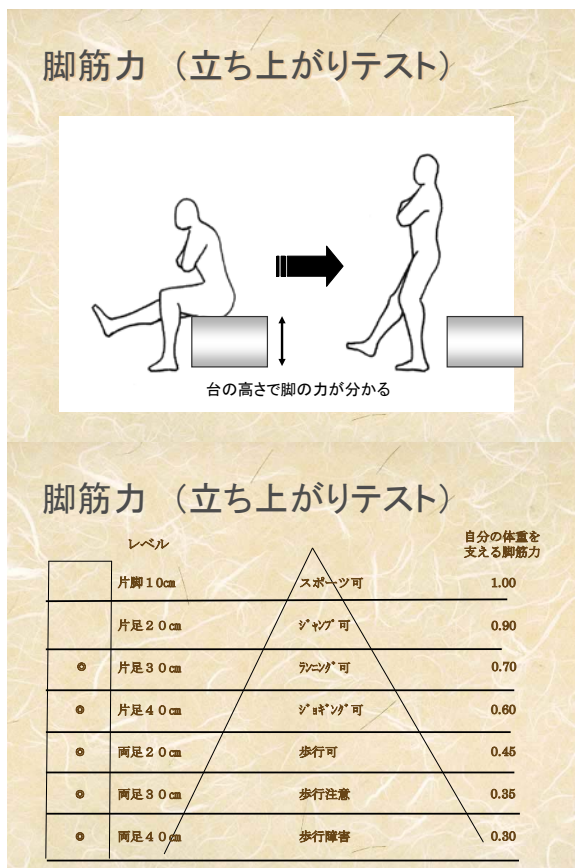 脚筋力 （立ち上がりテスト）
台の高さで脚の力が分かる
脚筋力 （立ち上がりテスト）
レベル
自分の体重を
支える脚筋力
片脚１０㎝ スポーツ可 1.00
片足２０㎝ ｼﾞｬﾝﾌﾟ可 0.90
◎ 片足３０㎝ ﾗﾝﾆﾝｸﾞ可 0.70
◎ 片足４０㎝ ｼﾞｮｷﾞﾝｸﾞ可 0.60
◎ 両足２０㎝ 歩行可 0.45
◎ 両足３０㎝ 歩行注意 0.35
◎ 両足４０㎝ 歩行障害 0.30